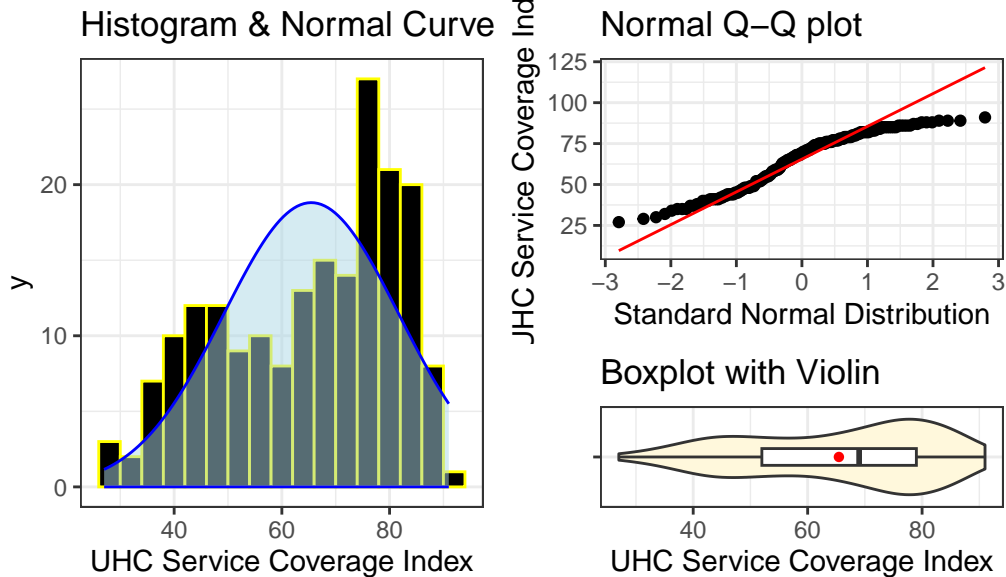 Histogram & Normal Curve
y
20
10
0
40 60 80
UHC Service Coverage Index
Normal Q−Q plot
Service Coverage
125
100
75
50
25
−3 −2 −1 0 1 2 3
Standard Normal Distribution
Boxplot with Violin
40 60 80
UHC Service Coverage Index